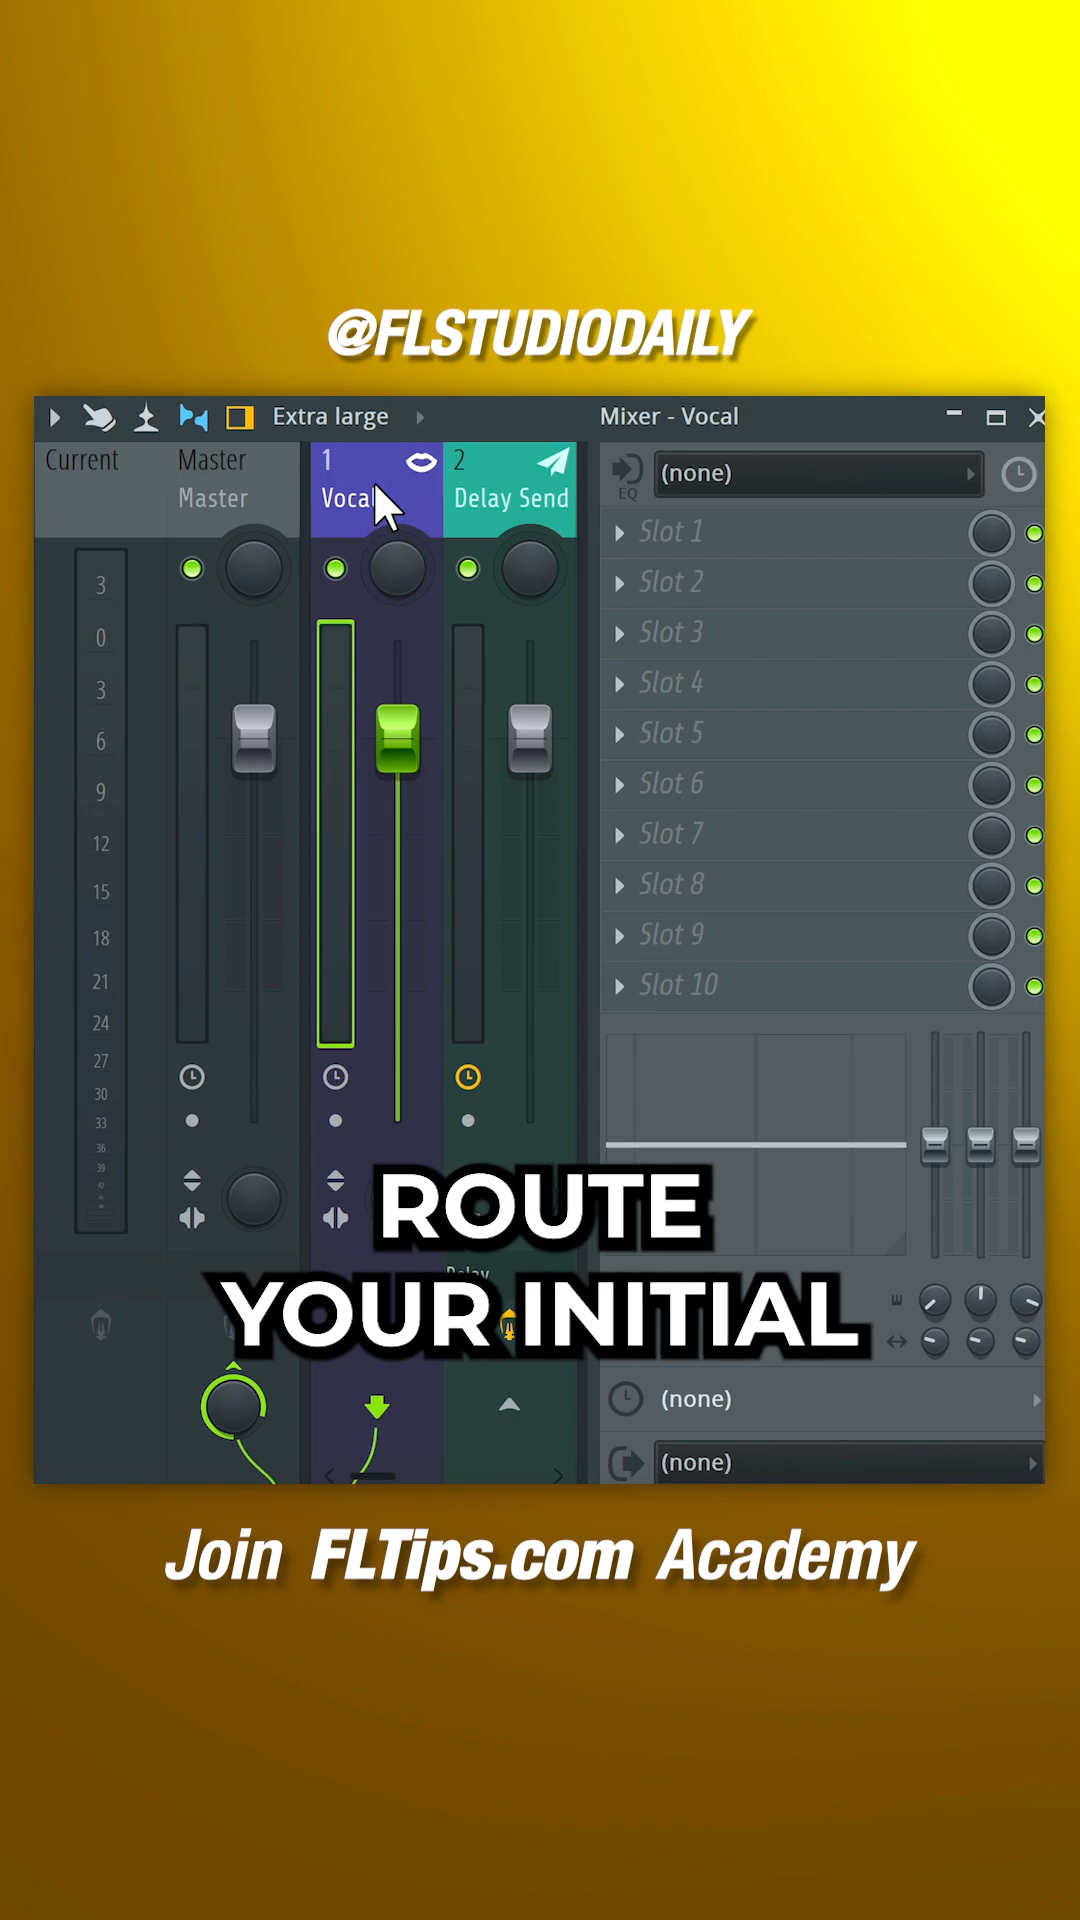 @FLSTUDIODAILY
Extra large
Mixer - Vocal
Current
Master
Master
1
2
Delay Send
EQ
(none)
Slot 1
Slot 2
Slot 3
Slot 4
Slot 5
Slot 6
Slot 7
Slot 8
Slot 9
Slot 10
3
0
3
6
9
12
15
18
21
24
27
30
33
36
39
ROUTE
YOUR INITIAL
(none)
(none)
Join FLTips.com Academy